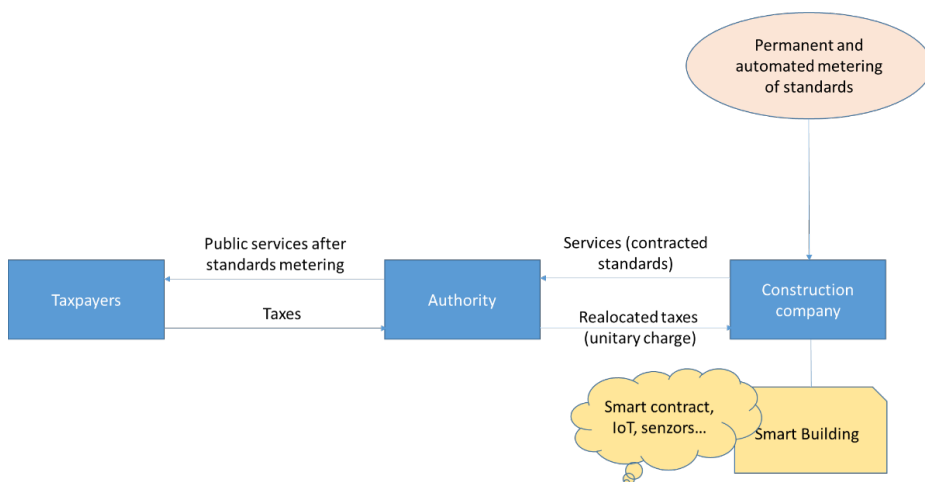 Permanent and
automated metering
of standards
Public services after
standards metering
Services (contracted
standards)
Taxpayers
Authority
Construction
company
Taxes
Realocated taxes
(unitary charge)
Smart contract,
IoT, senzors...
Smart Building